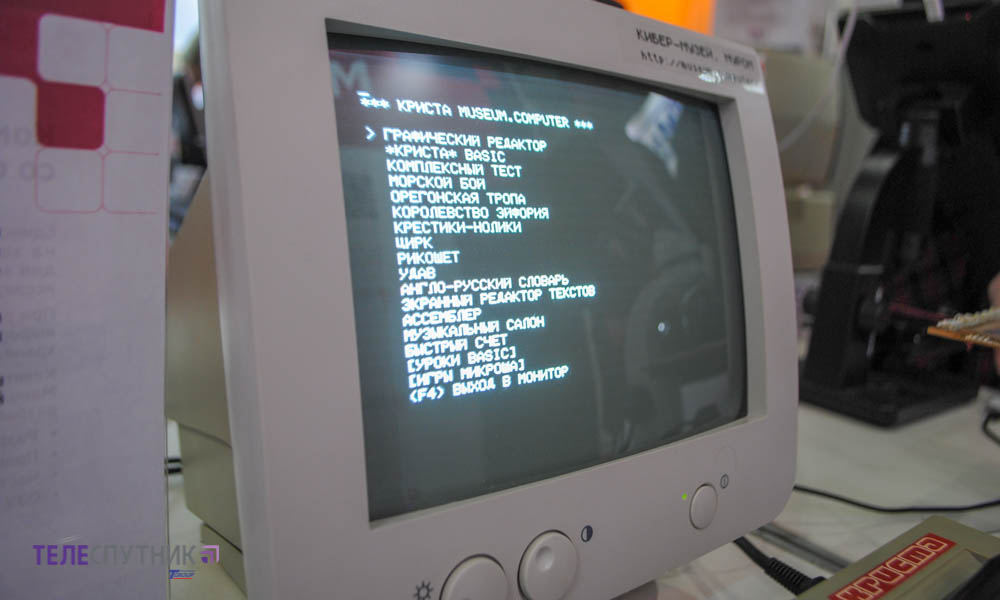 КИБЕР-МУЗЕЙ, МУРОМ
*** КРИСТА MUSEUM.COMPUTER ***
> ГРАФИЧЕСКИЙ РЕДАКТОР
*КРИСТА* BASIC
КОМПЛЕКСНЫЙ ТЕСТ
МОРСКОЙ БОЙ
ОРЕГОНСКАЯ ТРОПА
КОРОЛЕВСТВО ЭЙФОРИЯ
КРЕСТИКИ-НОЛИКИ
ЦИРК
РИКОШЕТ
УДАВ
АНГЛО-РУССКИЙ СЛОВАРЬ
ЭКРАННЫЙ РЕДАКТОР ТЕКСТОВ
АССЕМБЛЕР
МУЗЫКАЛЬНЫЙ САЛОН
БЫСТРЫЙ СЧЕТ
[УРОКИ BASIC]
[ИГРЫ МИКРОША]
(F4) ВЫХОД В МОНИТОР
ТЕЛЕСПУТНИК
GROUP
криста